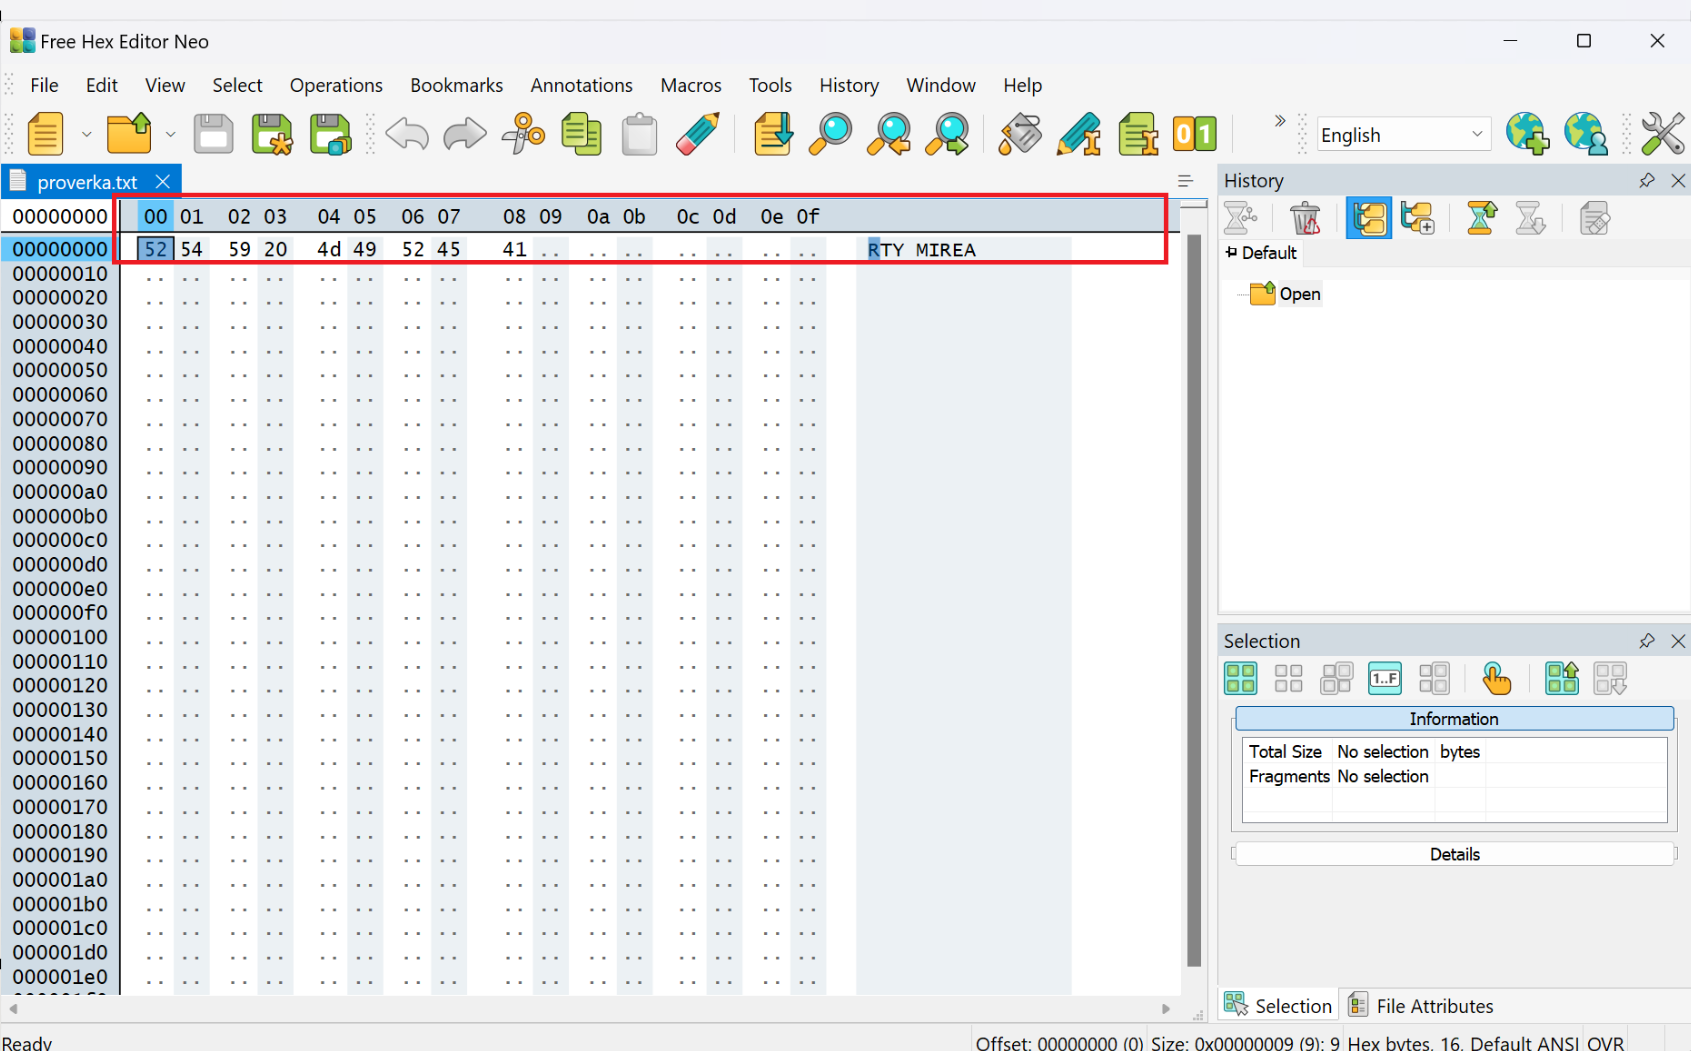 Free Hex Editor Neo
File Edit View Select Operations Bookmarks Annotations Macros Tools History Window Help
01 English
proverka.txt
00000000 00 01 02 03 04 05 06 07 08 09 0a 0b 0c 0d 0e 0f
00000000 52 54 59 20 4d 49 52 45 41 .. .. .. .. .. .. .. RTY MIREA
00000010 .. .. .. .. .. .. .. .. .. .. .. .. .. .. .. ..
00000020 .. .. .. .. .. .. .. .. .. .. .. .. .. .. .. ..
00000030 .. .. .. .. .. .. .. .. .. .. .. .. .. .. .. ..
00000040 .. .. .. .. .. .. .. .. .. .. .. .. .. .. .. ..
00000050 .. .. .. .. .. .. .. .. .. .. .. .. .. .. .. ..
00000060 .. .. .. .. .. .. .. .. .. .. .. .. .. .. .. ..
00000070 .. .. .. .. .. .. .. .. .. .. .. .. .. .. .. ..
00000080 .. .. .. .. .. .. .. .. .. .. .. .. .. .. .. ..
00000090 .. .. .. .. .. .. .. .. .. .. .. .. .. .. .. ..
000000a0 .. .. .. .. .. .. .. .. .. .. .. .. .. .. .. ..
000000b0 .. .. .. .. .. .. .. .. .. .. .. .. .. .. .. ..
000000c0 .. .. .. .. .. .. .. .. .. .. .. .. .. .. .. ..
000000d0 .. .. .. .. .. .. .. .. .. .. .. .. .. .. .. ..
000000e0 .. .. .. .. .. .. .. .. .. .. .. .. .. .. .. ..
000000f0 .. .. .. .. .. .. .. .. .. .. .. .. .. .. .. ..
00000100 .. .. .. .. .. .. .. .. .. .. .. .. .. .. .. ..
00000110 .. .. .. .. .. .. .. .. .. .. .. .. .. .. .. ..
00000120 .. .. .. .. .. .. .. .. .. .. .. .. .. .. .. ..
00000130 .. .. .. .. .. .. .. .. .. .. .. .. .. .. .. ..
00000140 .. .. .. .. .. .. .. .. .. .. .. .. .. .. .. ..
00000150 .. .. .. .. .. .. .. .. .. .. .. .. .. .. .. ..
00000160 .. .. .. .. .. .. .. .. .. .. .. .. .. .. .. ..
00000170 .. .. .. .. .. .. .. .. .. .. .. .. .. .. .. ..
00000180 .. .. .. .. .. .. .. .. .. .. .. .. .. .. .. ..
00000190 .. .. .. .. .. .. .. .. .. .. .. .. .. .. .. ..
000001a0 .. .. .. .. .. .. .. .. .. .. .. .. .. .. .. ..
000001b0 .. .. .. .. .. .. .. .. .. .. .. .. .. .. .. ..
000001c0 .. .. .. .. .. .. .. .. .. .. .. .. .. .. .. ..
000001d0 .. .. .. .. .. .. .. .. .. .. .. .. .. .. .. ..
000001e0 .. .. .. .. .. .. .. .. .. .. .. .. .. .. .. ..
History
Default
Open
Selection
1..F
Information
Total Size No selection bytes
Fragments No selection
Details
Selection File Attributes
Ready Offset: 00000000 (0) Size: 0x00000009 (9): 9 Hex bytes, 16, Default ANSI OVR